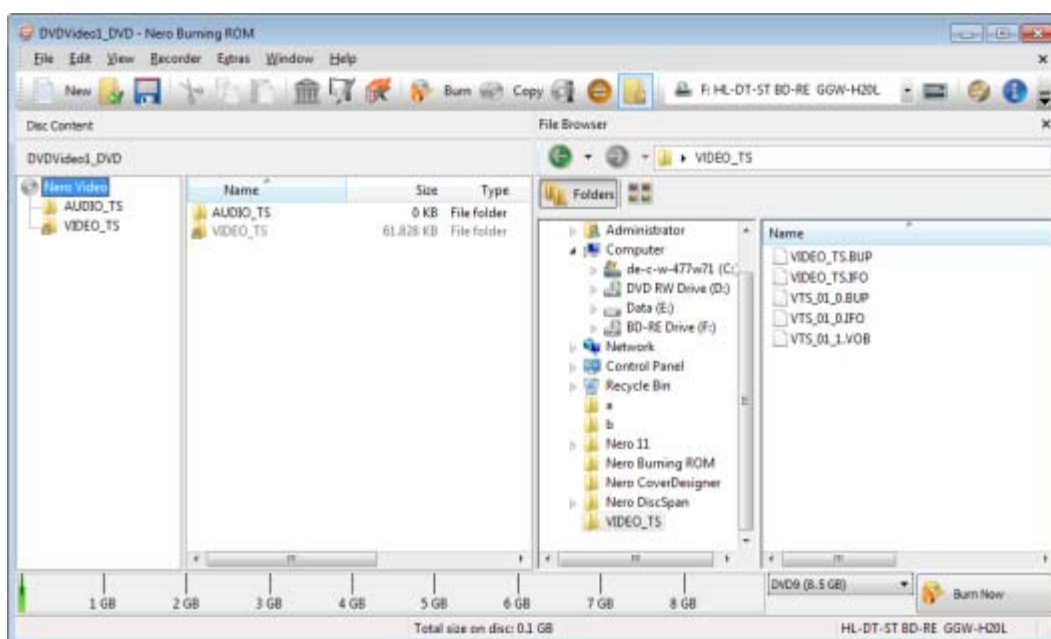 DVDVideo1_DVD - Nero Burning ROM
File Edit View Recorder Extras Window Help
New Burn Copy F: HL-DT-ST BD-RE GGW-H20L
Disc Content
File Browser
DVDVideo1_DVD
VIDEO_TS
Nero Video
AUDIO_TS
VIDEO_TS
Name Size Type
AUDIO_TS 0 KB File folder
VIDEO_TS 61.828 KB File folder
Folders
Administrator
Computer
de-c-w-477w71 (C:
DVD RW Drive (D:)
Data (E:)
BD-RE Drive (F:)
Network
Control Panel
Recycle Bin
a
b
Nero 11
Nero Burning ROM
Nero CoverDesigner
Nero DiscSpan
VIDEO_TS
Name
VIDEO_TS.BUP
VIDEO_TS.IFO
VTS_01_0.BUP
VTS_01_0.IFO
VTS_01_1.VOB
1 GB 2 GB 3 GB 4 GB 5 GB 6 GB 7 GB 8 GB
DVD9 (8.5 GB)
Burn Now
Total size on disc: 0.1 GB
HL-DT-ST BD-RE GGW-H20L